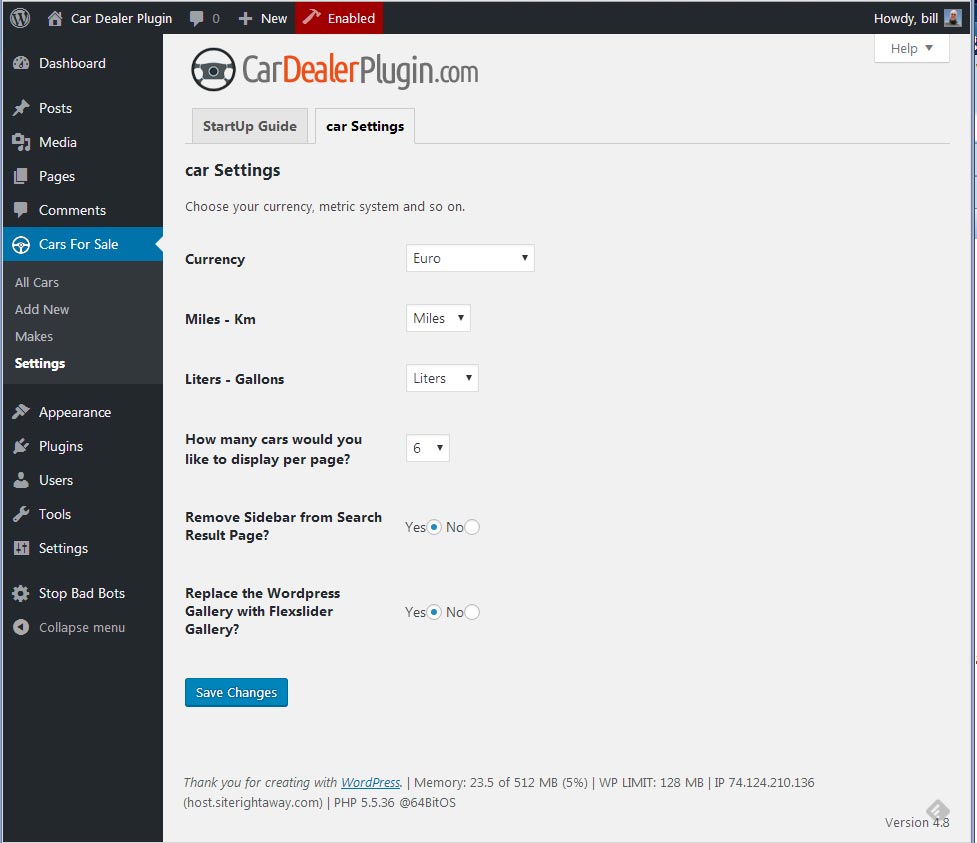 Car Dealer Plugin 0 New Enabled Howdy, bill
Help ▼
CarDealerPlugin.com
Dashboard
Posts
Media
Pages
Comments
Cars For Sale
All Cars
Add New
Makes
Settings
Appearance
Plugins
Users
Tools
Settings
Stop Bad Bots
Collapse menu
StartUp Guide car Settings
car Settings
Choose your currency, metric system and so on.
Currency Euro
Miles - Km Miles
Liters - Gallons Liters
How many cars would you
like to display per page? 6
Remove Sidebar from Search
Result Page? Yes No
Replace the Wordpress
Gallery with Flexslider
Gallery? Yes No
Save Changes
Thank you for creating with WordPress. | Memory: 23.5 of 512 MB (5%) | WP LIMIT: 128 MB | IP 74.124.210.136
(host.siterightaway.com) | PHP 5.5.36 @64BitOS
Version 4.8